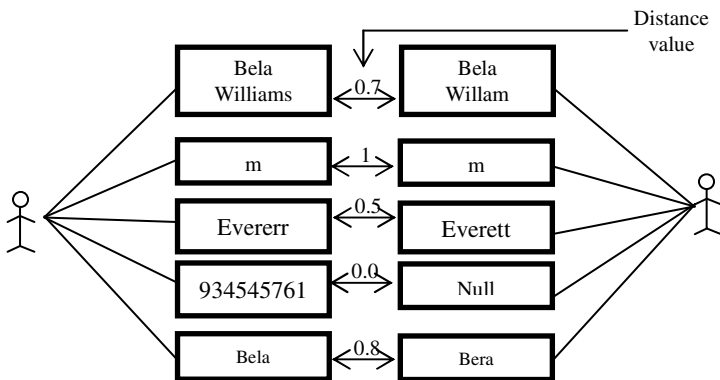 Distance
value
Bela
Williams
0.7
Bela
Willam
m
1
m
Evererr
0.5
Everett
934545761
0.0
Null
Bela
0.8
Bera